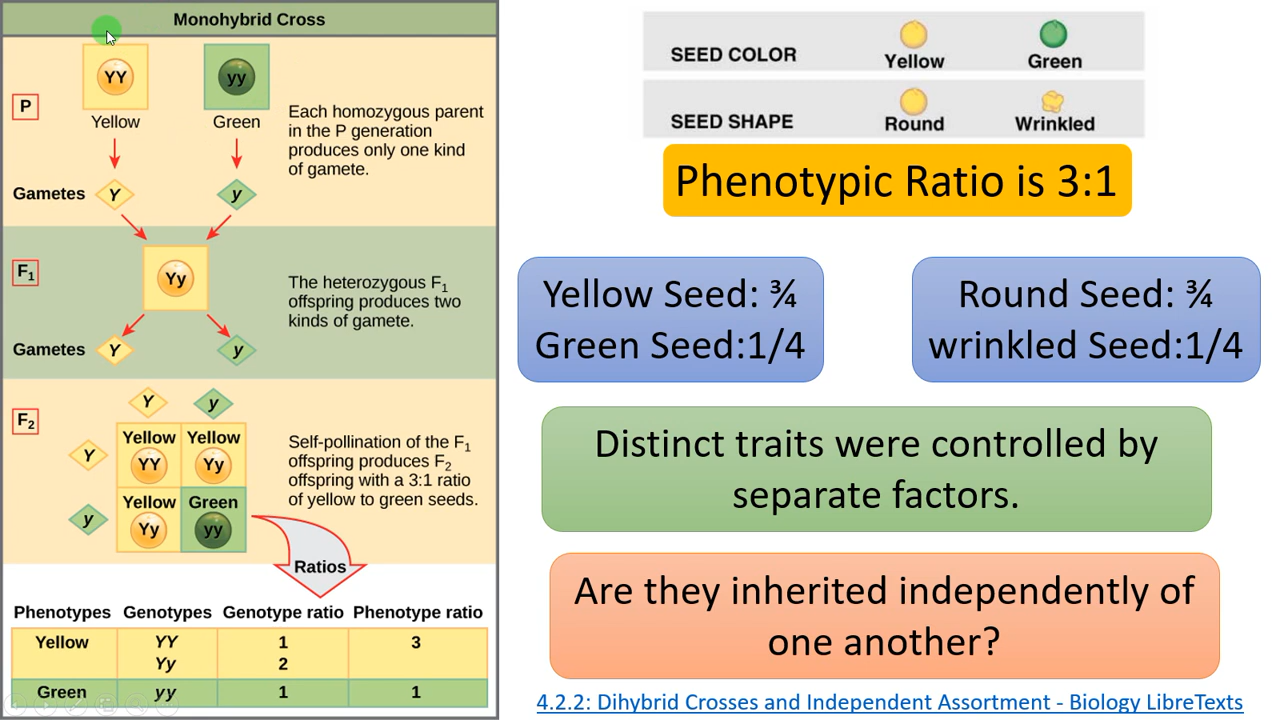 Monohybrid Cross
P
YY
yy
Yellow
Green
Each homozygous parent
in the P generation
produces only one kind
of gamete.
Gametes
Y
y
F1
Yy
The heterozygous F1
offspring produces two
kinds of gamete.
Gametes
Y
y
F2
Y
y
Y
Yellow
YY
Yellow
Yy
y
Yellow
Yy
Green
yy
Self-pollination of the F1
offspring produces F2
offspring with a 3:1 ratio
of yellow to green seeds.
Ratios
Phenotypes Genotypes Genotype ratio Phenotype ratio
Yellow YY 1 3
Yy 2
Green yy 1 1
SEED COLOR Yellow Green
SEED SHAPE Round Wrinkled
Phenotypic Ratio is 3:1
Yellow Seed: ¾
Green Seed:1/4
Round Seed: ¾
wrinkled Seed:1/4
Distinct traits were controlled by
separate factors.
Are they inherited independently of
one another?
4.2.2: Dihybrid Crosses and Independent Assortment - Biology LibreTexts